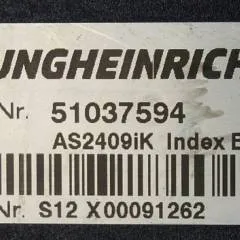 UNGHEINRICH
Nr. 51037594
AS2409iK Index E
Nr. S12 X00091262